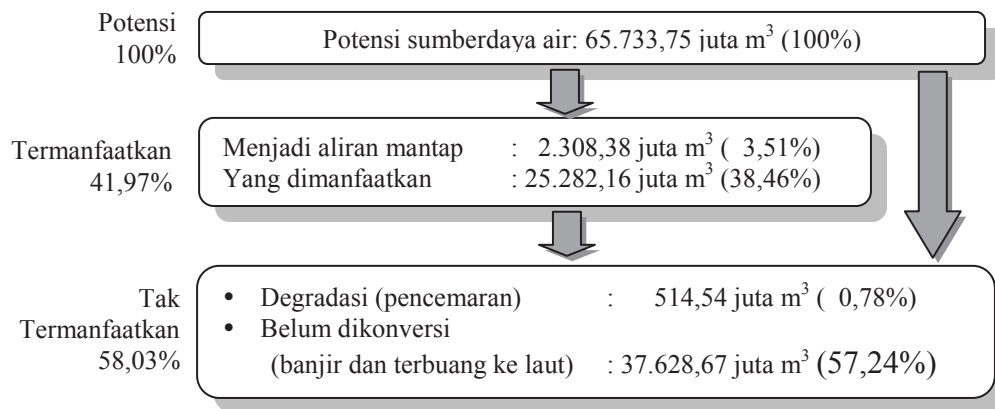 Potensi
100%
Potensi sumberdaya air: 65.733,75 juta m³ (100%)
Termanfaatkan
41,97%
Menjadi aliran mantap : 2.308,38 juta m³ ( 3,51%)
Yang dimanfaatkan : 25.282,16 juta m³ (38,46%)
Tak
Termanfaatkan
58,03%
• Degradasi (pencemaran) : 514,54 juta m³ ( 0,78%)
• Belum dikonversi
(banjir dan terbuang ke laut) : 37.628,67 juta m³ (57,24%)